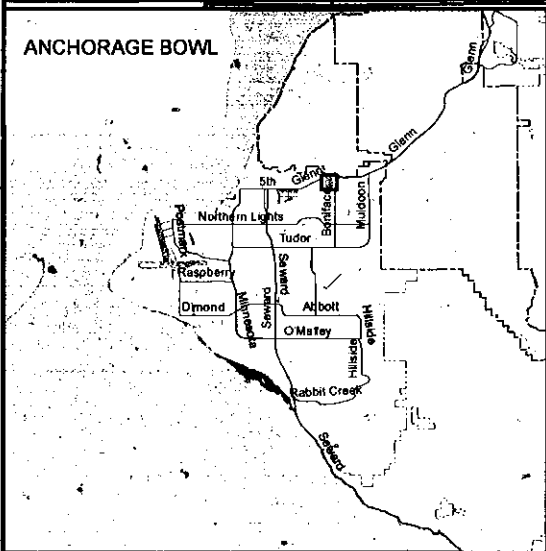 ANCHORAGE BOWL
Glenn
Glenn
Glenn
5th
Boniface
Muldoon
Postmark
Northern Lights
Tudor
Raspberry
Seward
Dimond
Minnesota
Seward
Abbott
Hillside
O'Malley
Hillside
Rabbit Creek
Seward